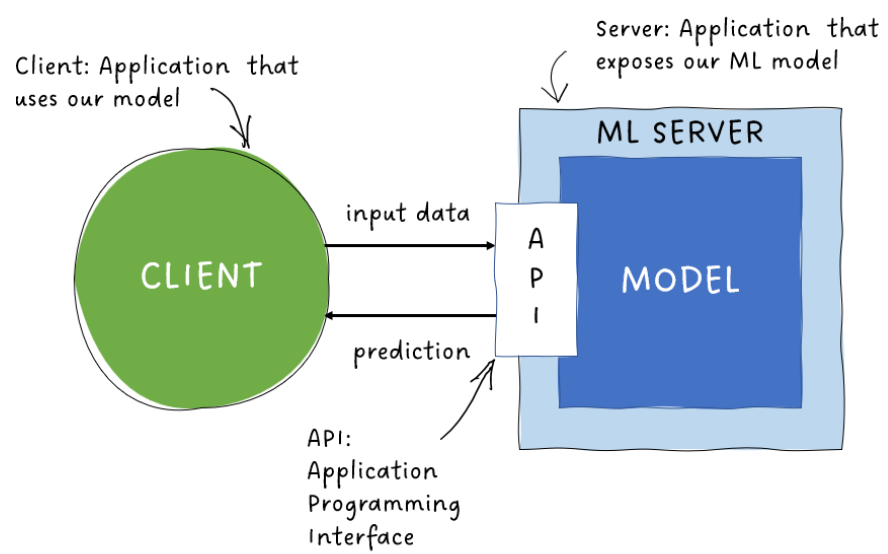 Client: Application that
uses our model
Server: Application that
exposes our ML model
ML SERVER
input data
CLIENT
A
P
I
MODEL
prediction
API:
Application
Programming
Interface